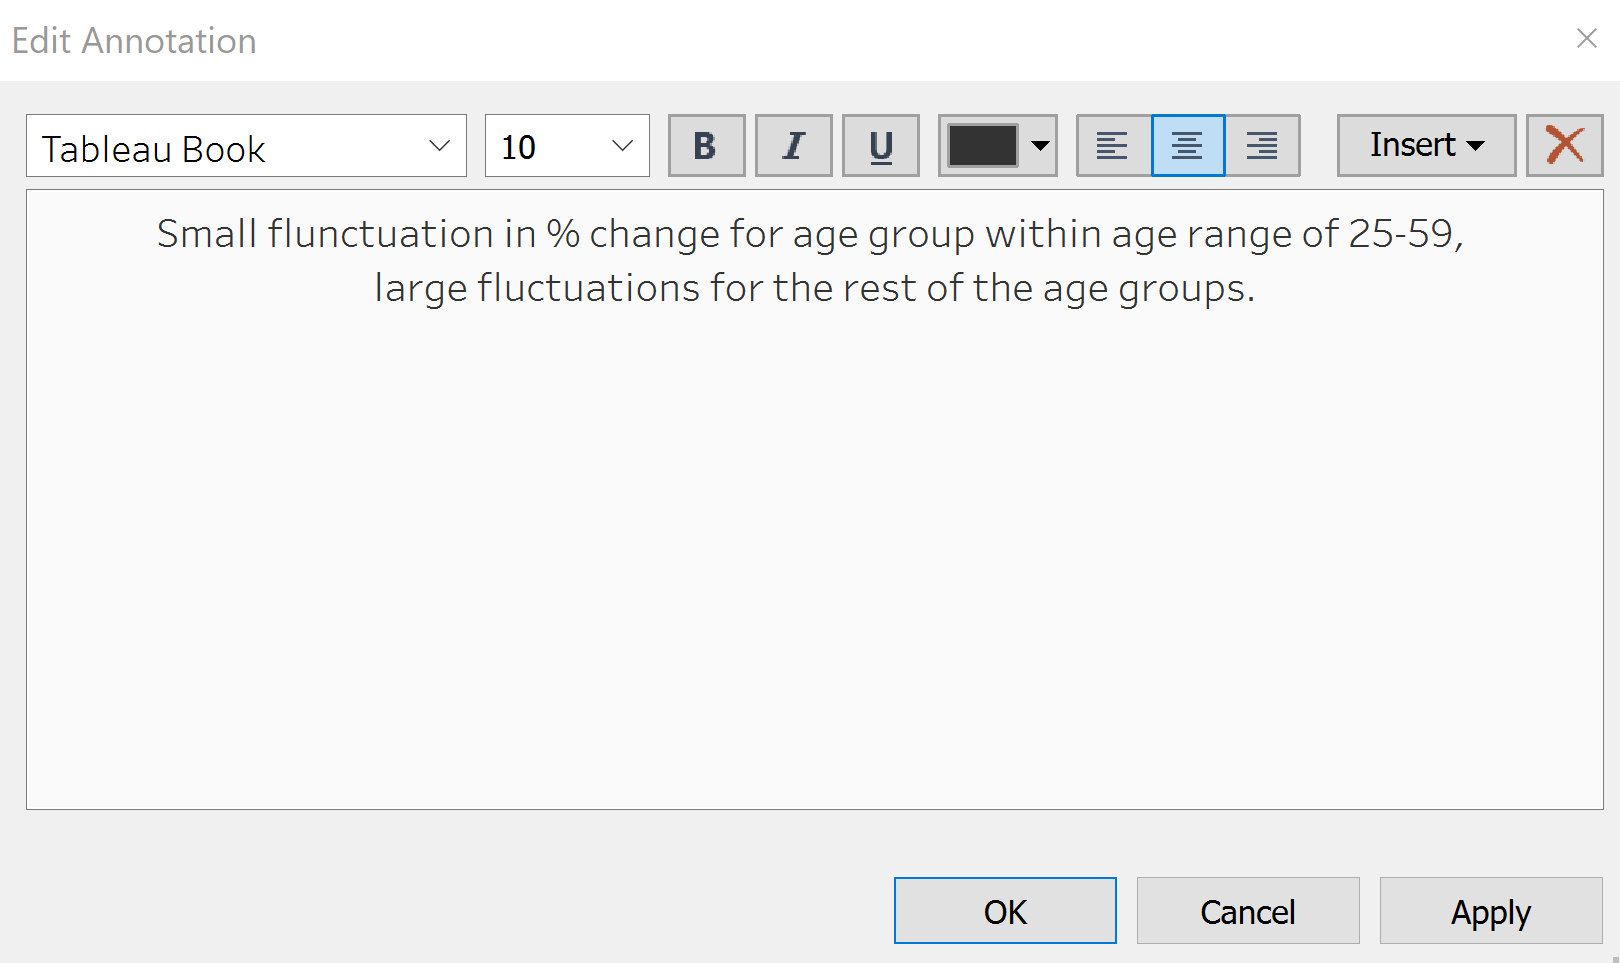 Edit Annotation
Tableau Book 10 B I U Insert
Small flunctuation in % change for age group within age range of 25-59,
large fluctuations for the rest of the age groups.
OK Cancel Apply